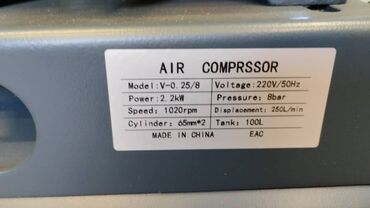 AIR COMPRSSOR
Model:V-0.25/8 Voltage:220V/50Hz
Power:2.2kW Pressure: 8bar
Speed: 1020rpm Displacement: 250L/min
Cylinder: 65mm*2 Tank: 100L
MADE IN CHINA EAC